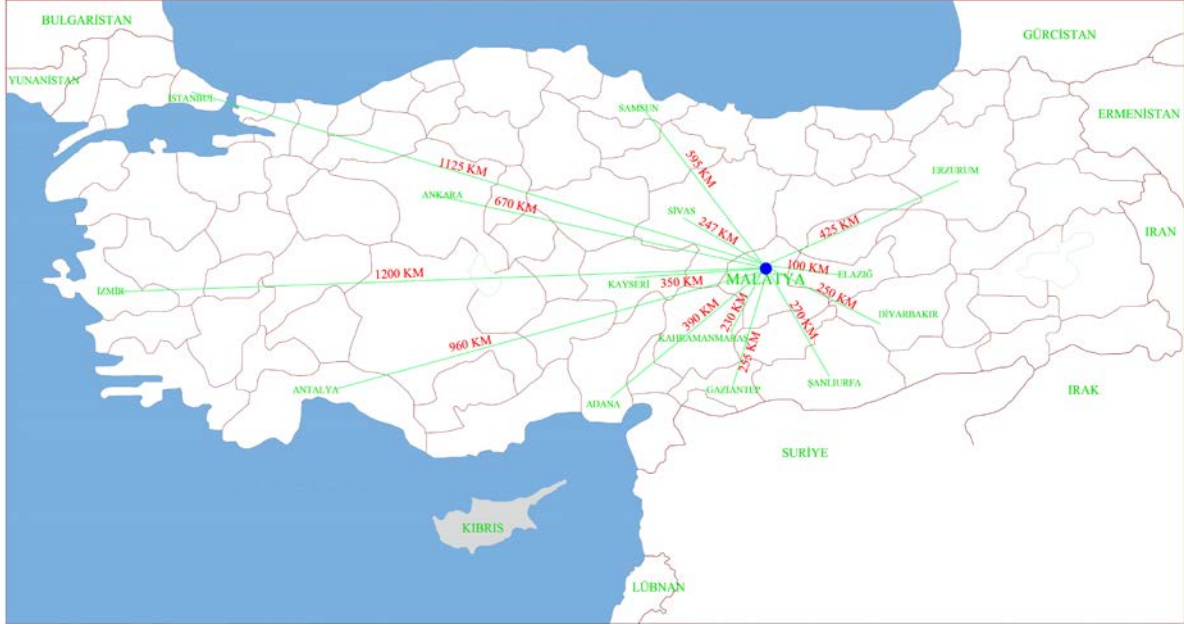 BULGARİSTAN
GÜRCİSTAN
YUNANİSTAN
İSTANBUL
SAMSUN
ERMENİSTAN
1125 KM
595 KM
ERZURUM
ANKARA
670 KM
SİVAS
247 KM
425 KM
IRAN
1200 KM
100 KM
ELAZIĞ
İZMİR
KAYSERİ
350 KM
MALATYA
250 KM
390 KM
230 KM
270 KM
DİYARBAKIR
960 KM
KAHRAMANMARAŞ
255 KM
ANTALYA
ADANA
GAZİANTEP
ŞANLIURFA
IRAK
SURİYE
KIBRIS
LÜBNAN